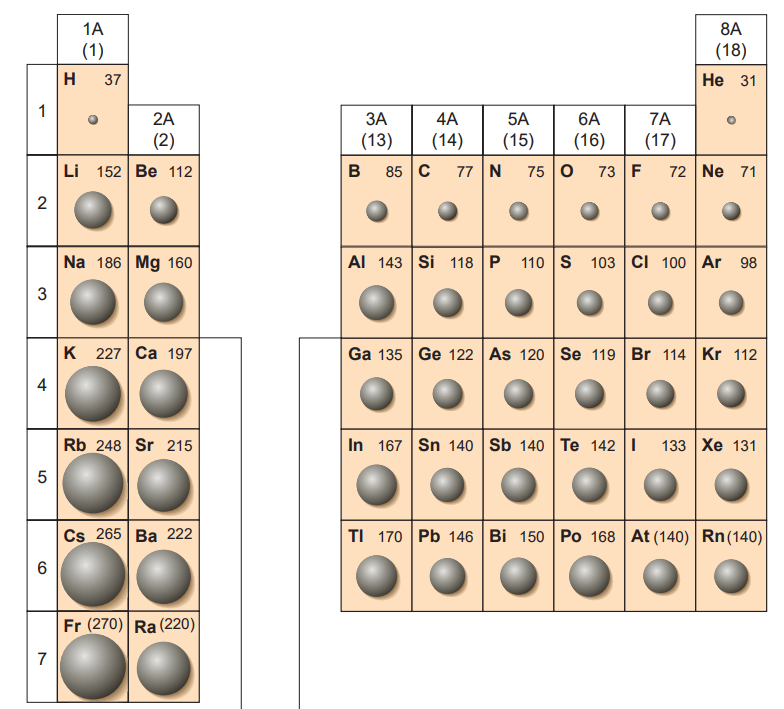 1A 8A
(1) (18)
1 H 37 He 31
2A 3A 4A 5A 6A 7A
(2) (13) (14) (15) (16) (17)
2 Li 152 Be 112 B 85 C 77 N 75 O 73 F 72 Ne 71
3 Na 186 Mg 160 Al 143 Si 118 P 110 S 103 Cl 100 Ar 98
4 K 227 Ca 197 Ga 135 Ge 122 As 120 Se 119 Br 114 Kr 112
5 Rb 248 Sr 215 In 167 Sn 140 Sb 140 Te 142 I 133 Xe 131
6 Cs 265 Ba 222 Tl 170 Pb 146 Bi 150 Po 168 At (140) Rn (140)
7 Fr (270) Ra (220)